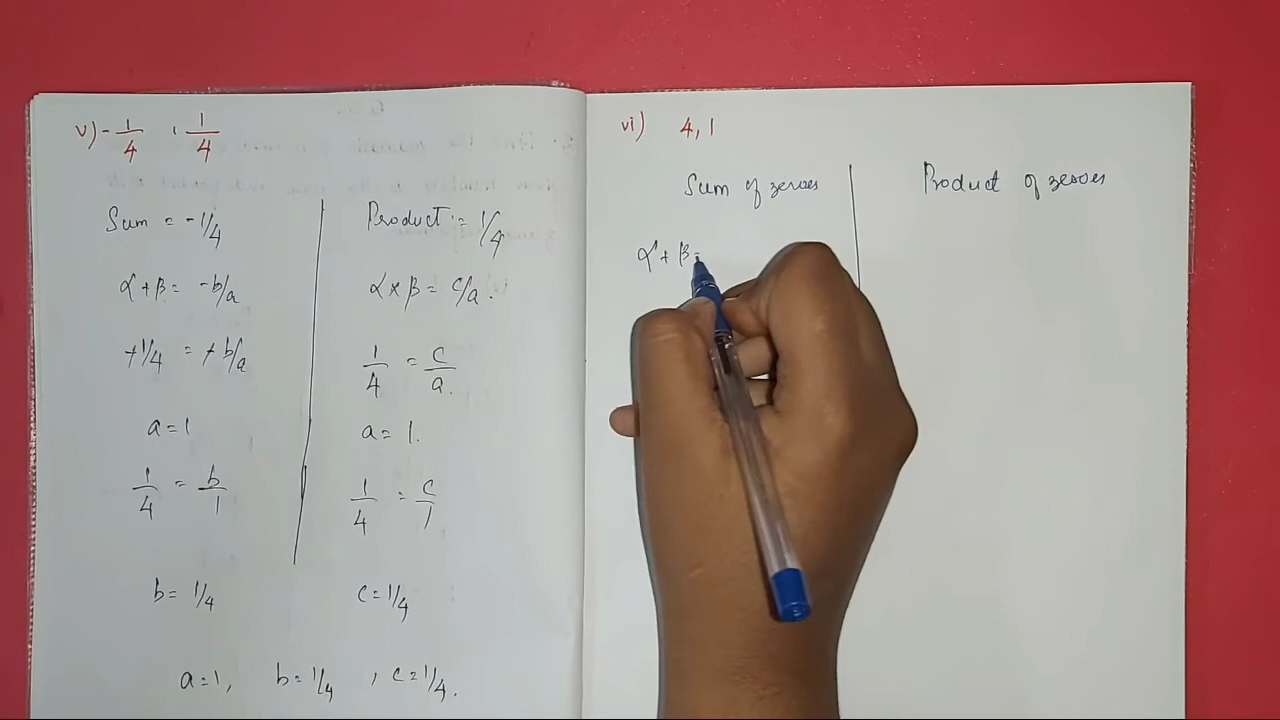 v) -1/4 , 1/4
Sum = -1/4
α + β = -b/a
+1/4 = + b/a
a = 1
1/4 = b/1
b = 1/4
Product = 1/4
α × β = c/a.
1/4 = c/a.
a = 1.
1/4 = c/1
c = 1/4
a = 1, b = 1/4 , c = 1/4.
vi) 4, 1
Sum of zeroes
Product of zeroes
α + β =